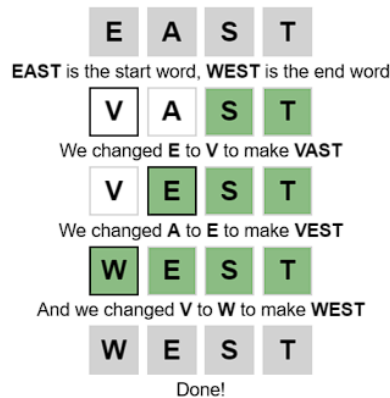 E A S T
EAST is the start word, WEST is the end word
V A S T
We changed E to V to make VAST
V E S T
We changed A to E to make VEST
W E S T
And we changed V to W to make WEST
W E S T
Done!